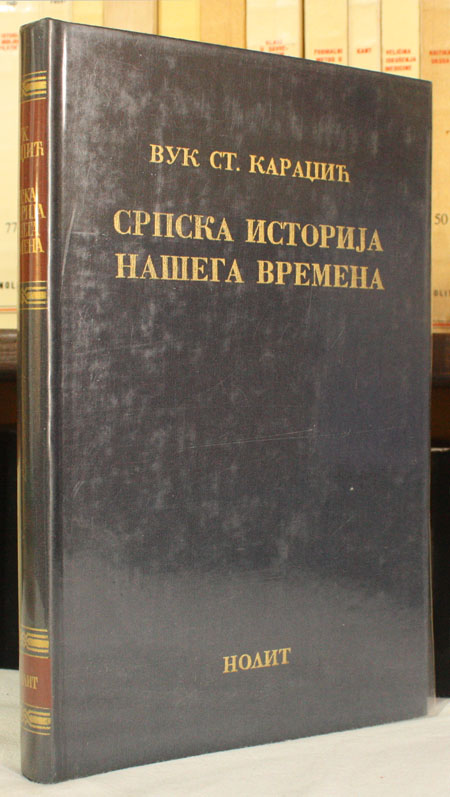 ВУК СТ. КАРАЏИЋ
СРПСКА ИСТОРИЈА
НАШЕГА ВРЕМЕНА
НОЛИТ